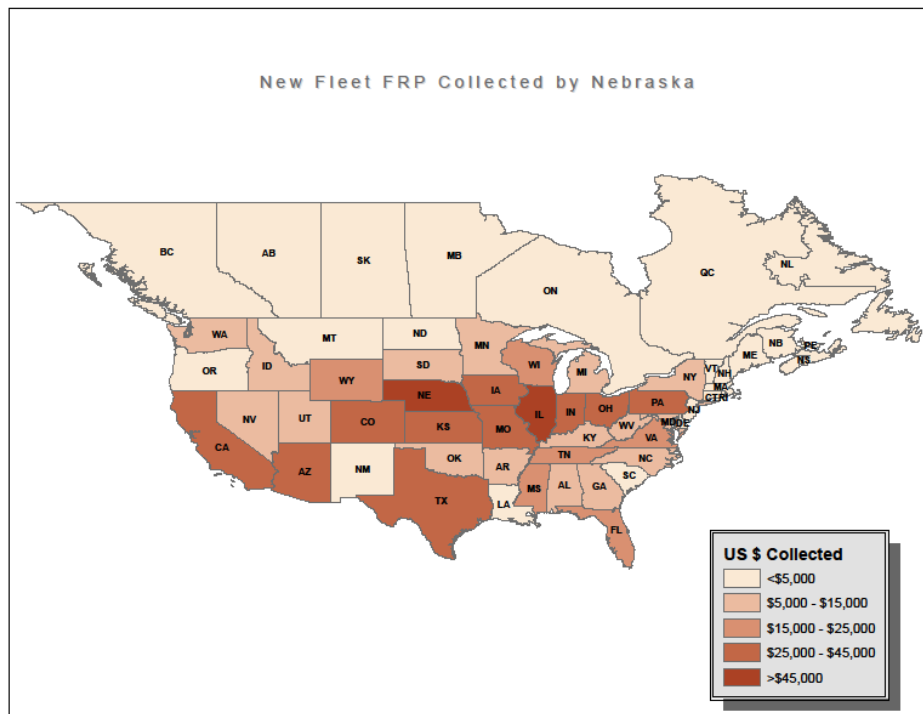 New Fleet FRP Collected by Nebraska
BC
AB
SK
MB
ON
QC
NL
NB
PE
NS
ME
WA
MT
ND
MN
VT
NH
OR
ID
SD
WI
MI
NY
MA
WY
CT RI
NE
IA
PA
NJ
NV
UT
CO
IL
IN
OH
MD DE
CA
KS
MO
WV
VA
KY
AZ
NM
OK
AR
TN
NC
SC
TX
LA
MS
AL
GA
FL
US $ Collected
<$5,000
$5,000 - $15,000
$15,000 - $25,000
$25,000 - $45,000
>$45,000